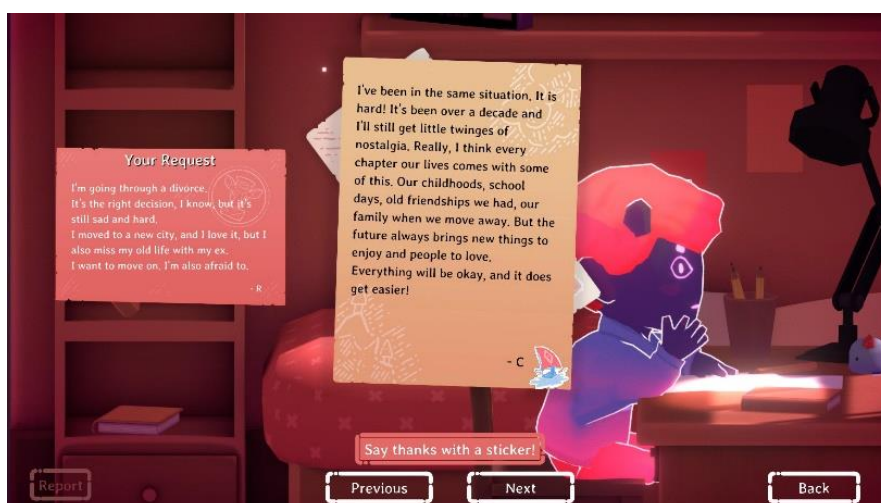 Your Request
I'm going through a divorce.
It's the right decision, I know, but it's
still sad and hard.
I moved to a new city, and I love it, but I
also miss my old life with my ex.
I want to move on. I'm also afraid to.
- R
I've been in the same situation. It is
hard! It's been over a decade and
I'll still get little twinges of
nostalgia. Really, I think every
chapter our lives comes with some
of this. Our childhoods, school
days, old friendships we had, our
family when we move away. But the
future always brings new things to
enjoy and people to love.
Everything will be okay, and it does
get easier!
- C
Say thanks with a sticker!
Report
Previous
Next
Back